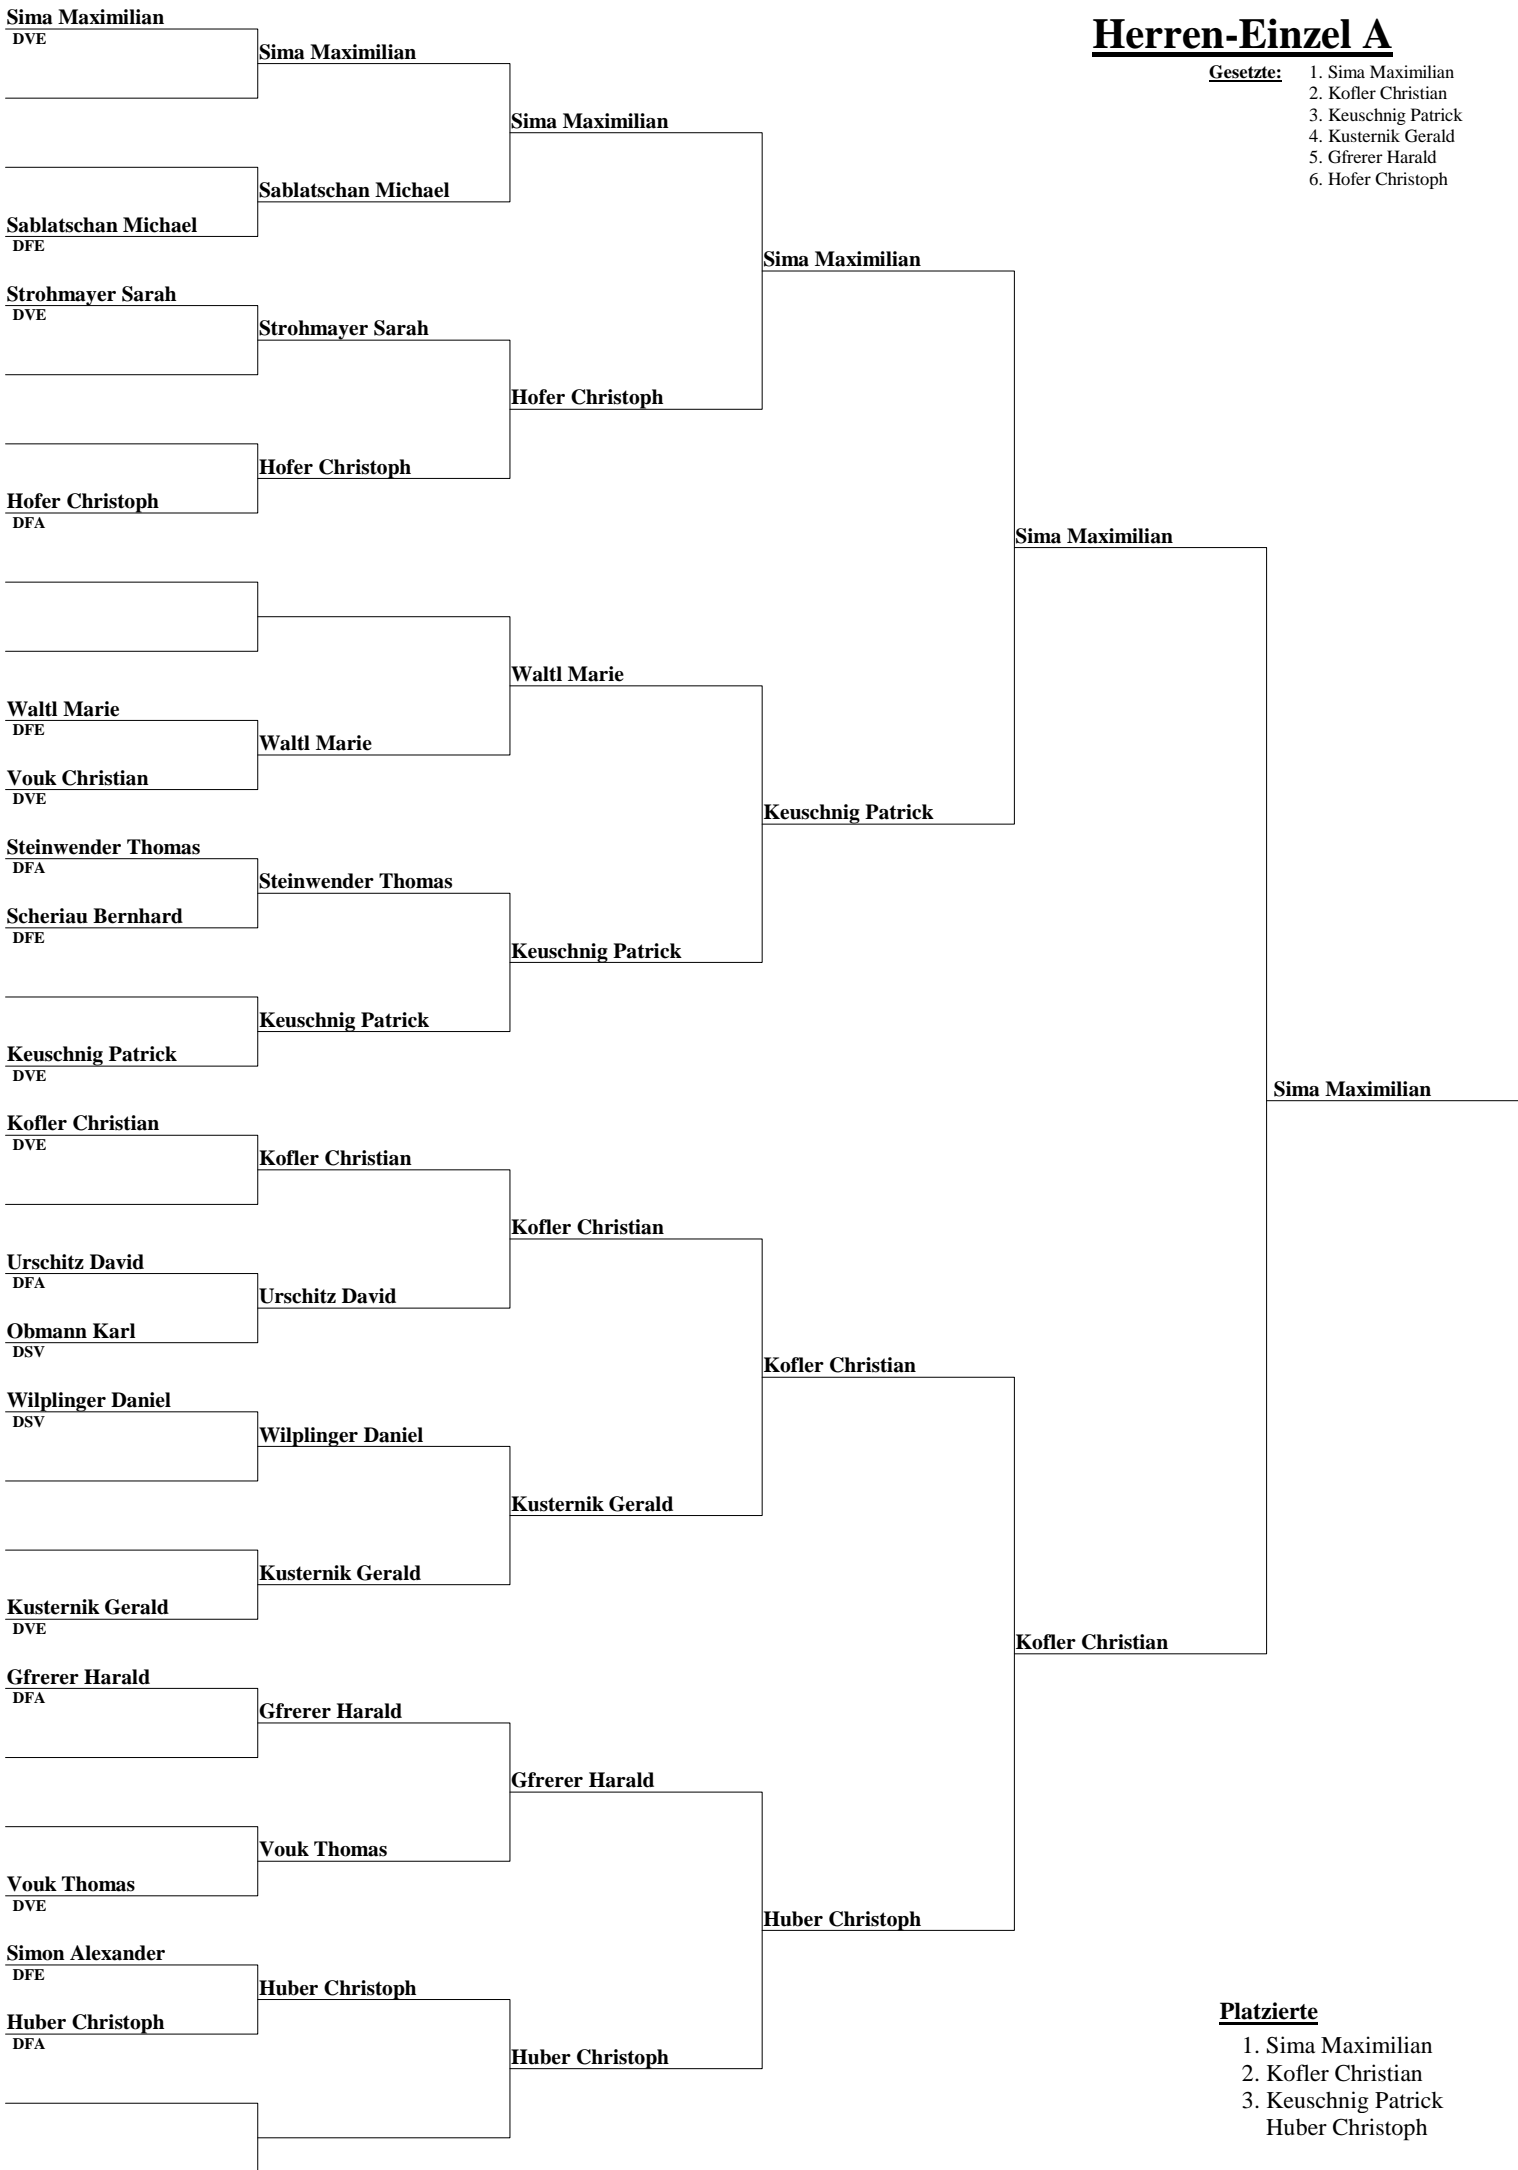 Herren-Einzel A
Gesetzte:
1. Sima Maximilian
2. Kofler Christian
3. Keuschnig Patrick
4. Kusternik Gerald
5. Gfrerer Harald
6. Hofer Christoph
Sima Maximilian
DVE
Sablatschan Michael
DFE
Strohmayer Sarah
DVE
Hofer Christoph
DFA
Waltl Marie
DFE
Vouk Christian
DVE
Steinwender Thomas
DFA
Scheriau Bernhard
DFE
Keuschnig Patrick
DVE
Kofler Christian
DVE
Urschitz David
DFA
Obmann Karl
DSV
Wilplinger Daniel
DSV
Kusternik Gerald
DVE
Gfrerer Harald
DFA
Vouk Thomas
DVE
Simon Alexander
DFE
Huber Christoph
DFA
Sima Maximilian
Sablatschan Michael
Strohmayer Sarah
Hofer Christoph
Waltl Marie
Steinwender Thomas
Keuschnig Patrick
Kofler Christian
Urschitz David
Wilplinger Daniel
Kusternik Gerald
Gfrerer Harald
Vouk Thomas
Huber Christoph
Sima Maximilian
Hofer Christoph
Waltl Marie
Keuschnig Patrick
Kofler Christian
Kusternik Gerald
Gfrerer Harald
Huber Christoph
Sima Maximilian
Keuschnig Patrick
Kofler Christian
Huber Christoph
Sima Maximilian
Kofler Christian
Sima Maximilian
Platzierte
1. Sima Maximilian
2. Kofler Christian
3. Keuschnig Patrick
Huber Christoph